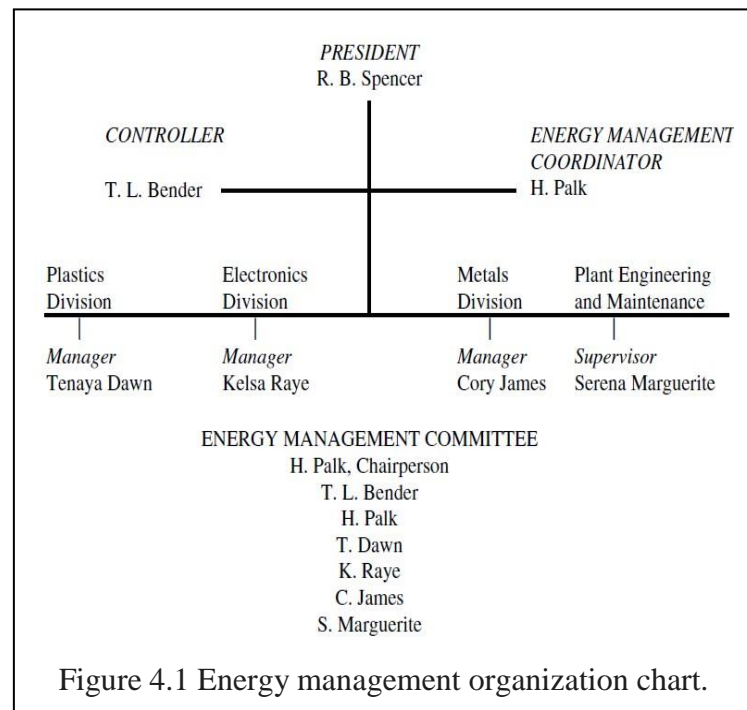 PRESIDENT
R. B. Spencer
CONTROLLER
T. L. Bender
ENERGY MANAGEMENT
COORDINATOR
H. Palk
Plastics
Division
Manager
Tenaya Dawn
Electronics
Division
Manager
Kelsa Raye
Metals
Division
Manager
Cory James
Plant Engineering
and Maintenance
Supervisor
Serena Marguerite
ENERGY MANAGEMENT COMMITTEE
H. Palk, Chairperson
T. L. Bender
H. Palk
T. Dawn
K. Raye
C. James
S. Marguerite
Figure 4.1 Energy management organization chart.